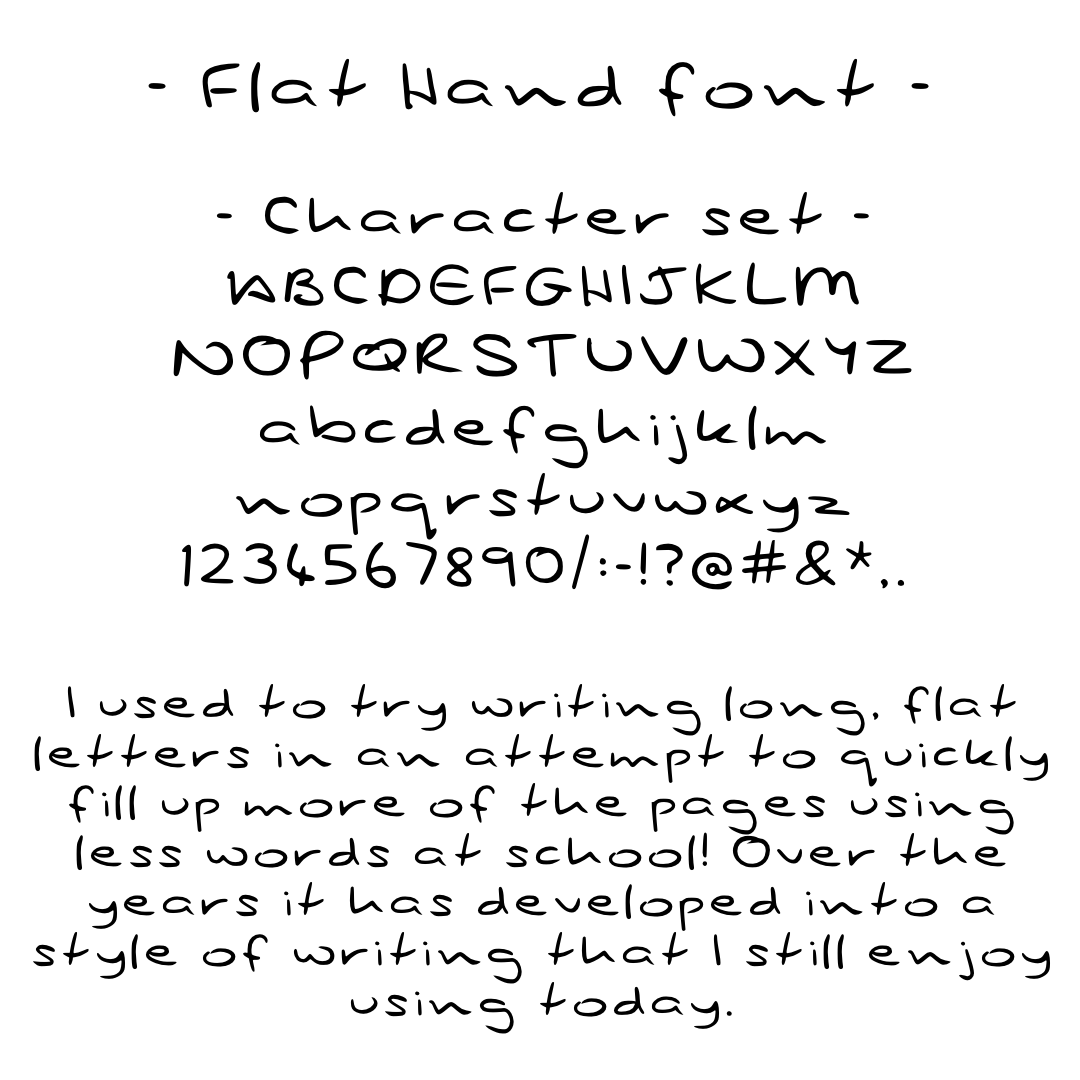 - Flat Hand font -
- Character set -
ABCDEFGHIJKLM
NOPQRSTUVWXYZ
abcdefghijklm
nopqrstuvwxyz
1234567890/:-!?@#&*,.
I used to try writing long, flat
letters in an attempt to quickly
fill up more of the pages using
less words at school! Over the
years it has developed into a
style of writing that I still enjoy
using today.